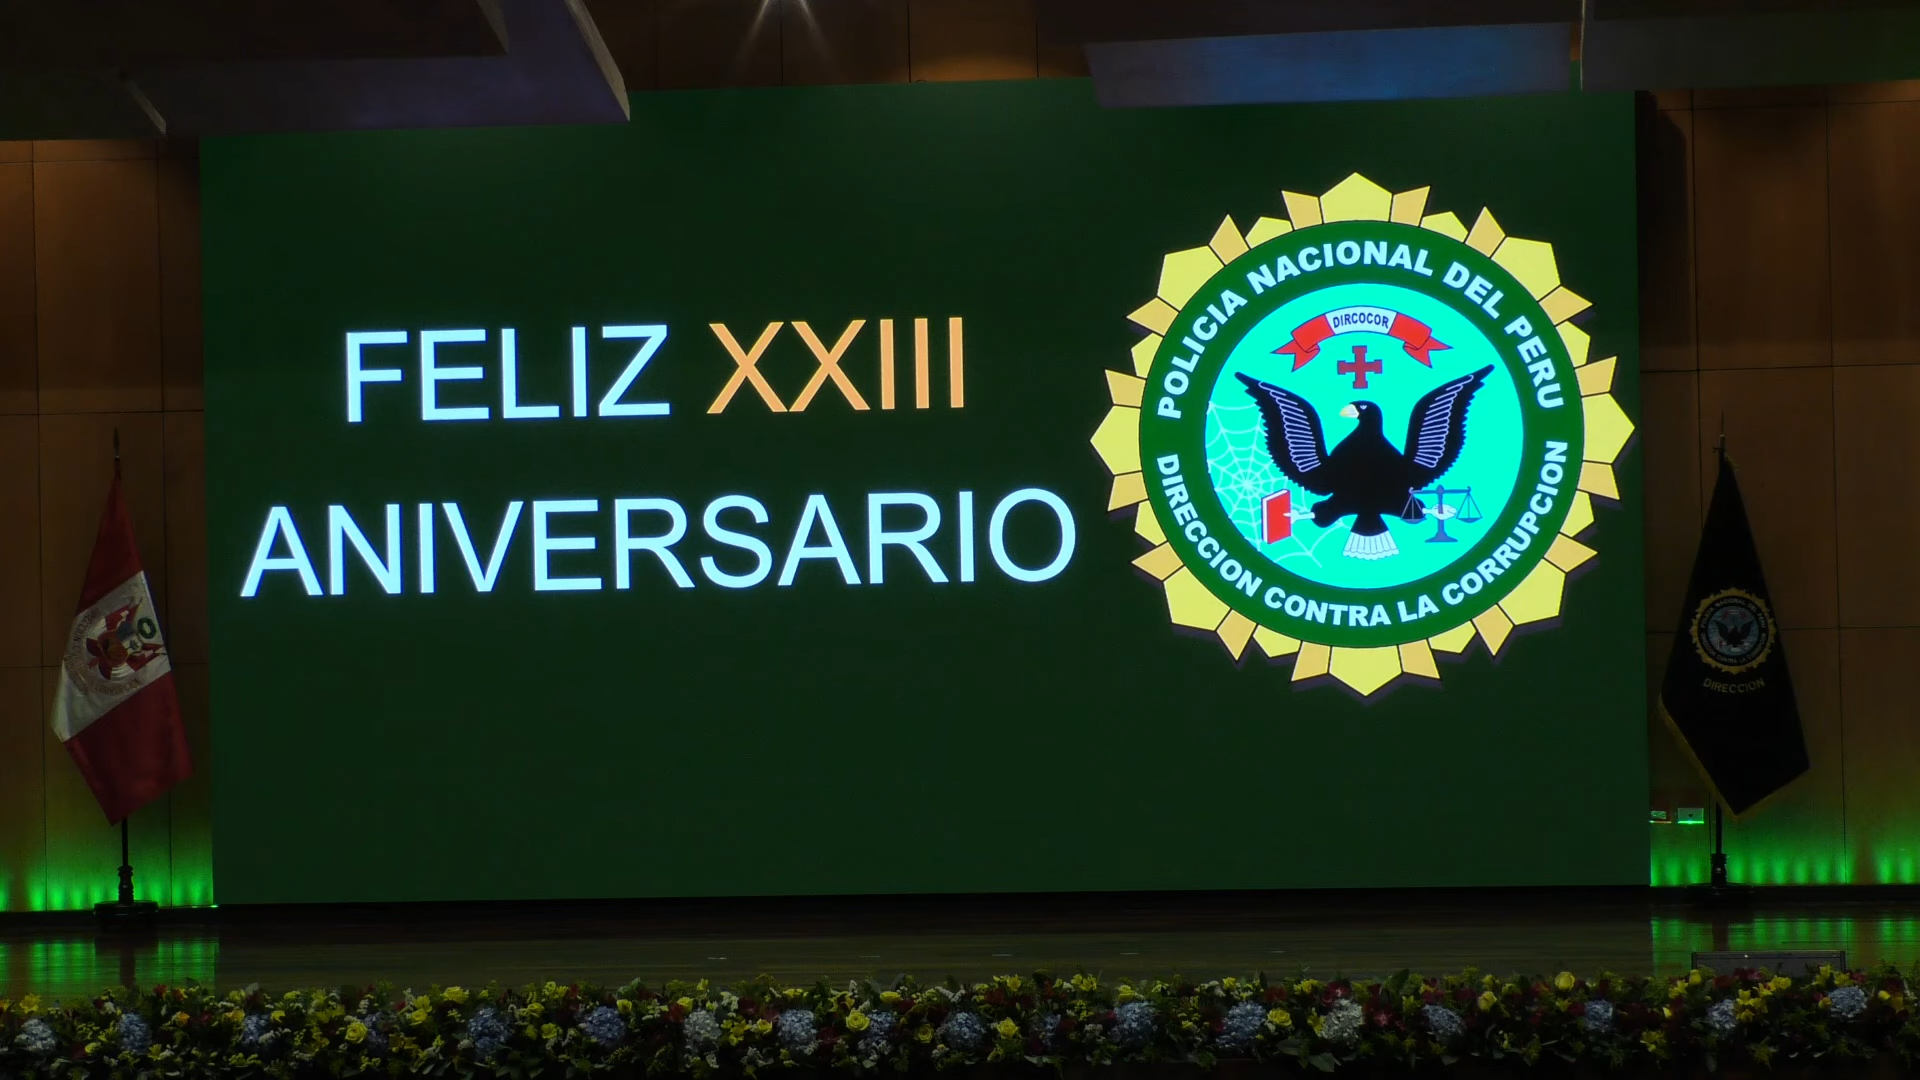 FELIZ XXIII
ANIVERSARIO
POLICIA NACIONAL DEL PERU
DIRCOCOR
DIRECCION CONTRA LA CORRUPCION
DIRECCION